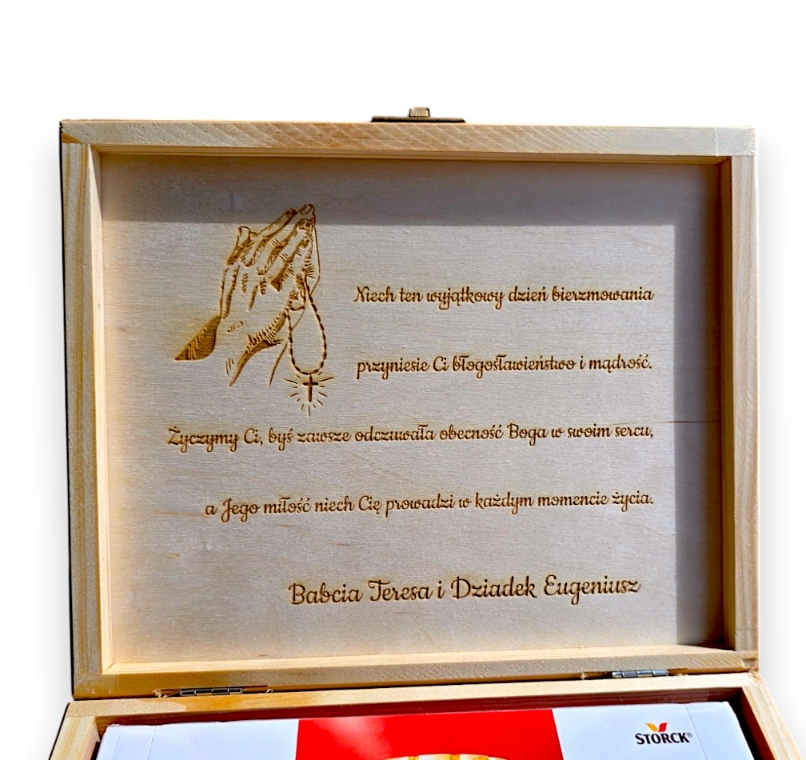 Niech ten wyjątkowy dzień bierzmowania
przyniesie Ci błogosławieństwo i mądrość.
Życzymy Ci, byś zawsze odczuwała obecność Boga w swoim sercu,
a Jego miłość niech Cię prowadzi w każdym momencie życia.
Babcia Teresa i Dziadek Eugeniusz
STORCK®